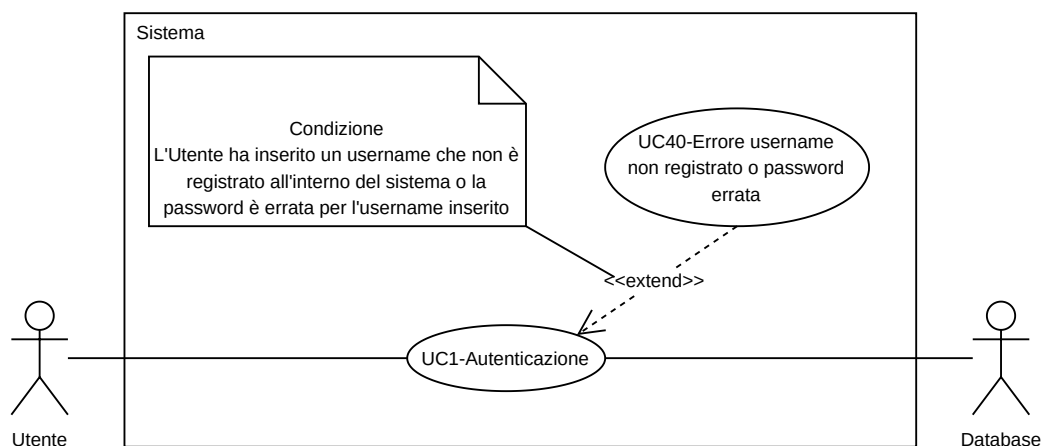 Sistema
Condizione
L'Utente ha inserito un username che non è
registrato all'interno del sistema o la
password è errata per l'username inserito
UC40-Errore username
non registrato o password
errata
<<extend>>
UC1-Autenticazione
Utente
Database